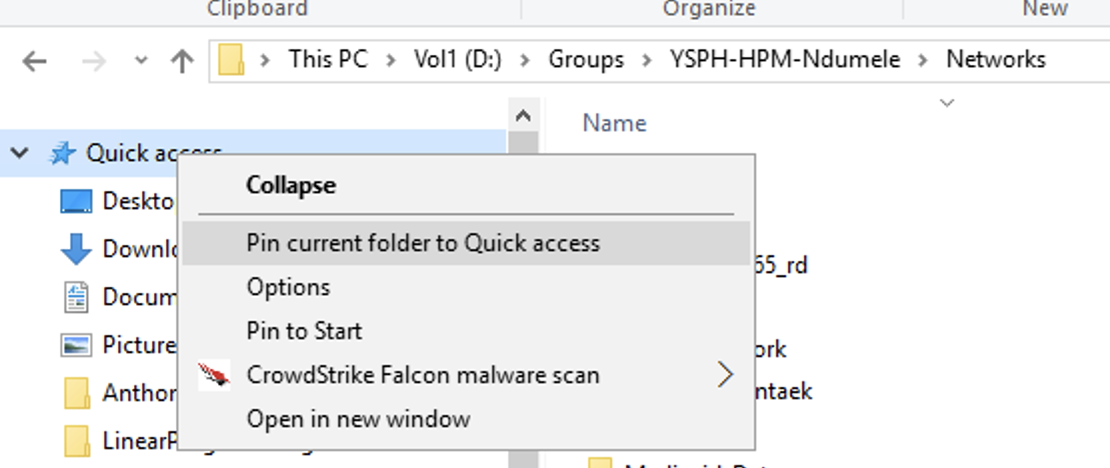 Clipboard Organize New
This PC > Vol1 (D:) > Groups > YSPH-HPM-Ndumele > Networks
Name
Quick access
Collapse
Deskto
Pin current folder to Quick access
Downlo
65_rd
Options
Docum
Pin to Start
Picture
ork
CrowdStrike Falcon malware scan
Anthor
ntaek
Open in new window
LinearP